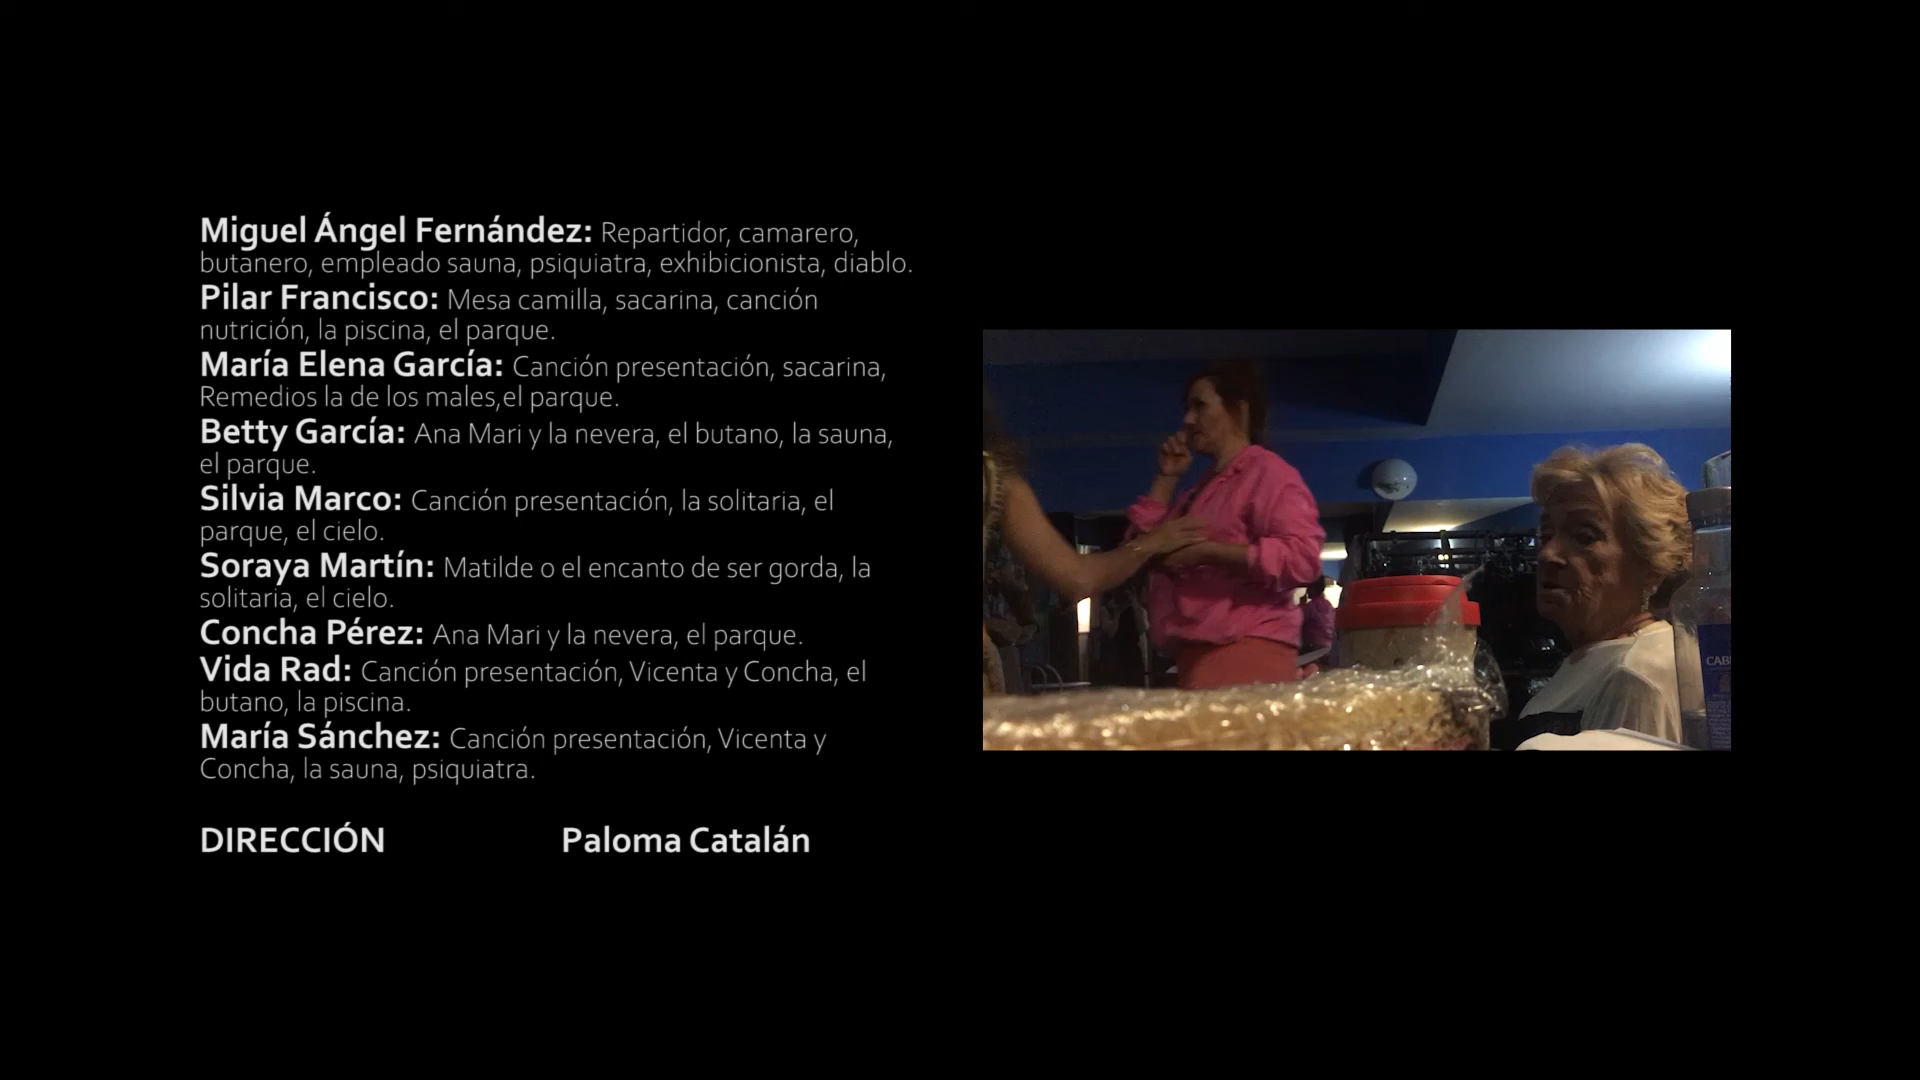 Miguel Ángel Fernández: Repartidor, camarero,
butanero, empleado sauna, psiquiatra, exhibicionista, diablo.
Pilar Francisco: Mesa camilla, sacarina, canción
nutrición, la piscina, el parque.
María Elena García: Canción presentación, sacarina,
Remedios la de los males,el parque.
Betty García: Ana Mari y la nevera, el butano, la sauna,
el parque.
Silvia Marco: Canción presentación, la solitaria, el
parque, el cielo.
Soraya Martín: Matilde o el encanto de ser gorda, la
solitaria, el cielo.
Concha Pérez: Ana Mari y la nevera, el parque.
Vida Rad: Canción presentación, Vicenta y Concha, el
butano, la piscina.
María Sánchez: Canción presentación, Vicenta y
Concha, la sauna, psiquiatra.
DIRECCIÓN Paloma Catalán
CAB